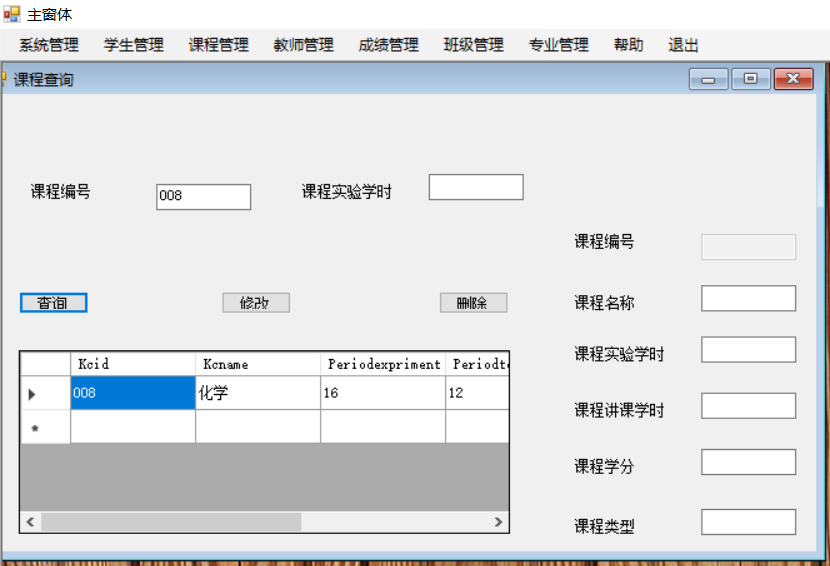 主窗体
系统管理 学生管理 课程管理 教师管理 成绩管理 班级管理 专业管理 帮助 退出
课程查询
课程编号 008 课程实验学时
课程编号
查询 修改 删除 课程名称
课程实验学时
Kcid Kcname Periodexpriment Periodt
008 化学 16 12
课程讲课学时
课程学分
课程类型